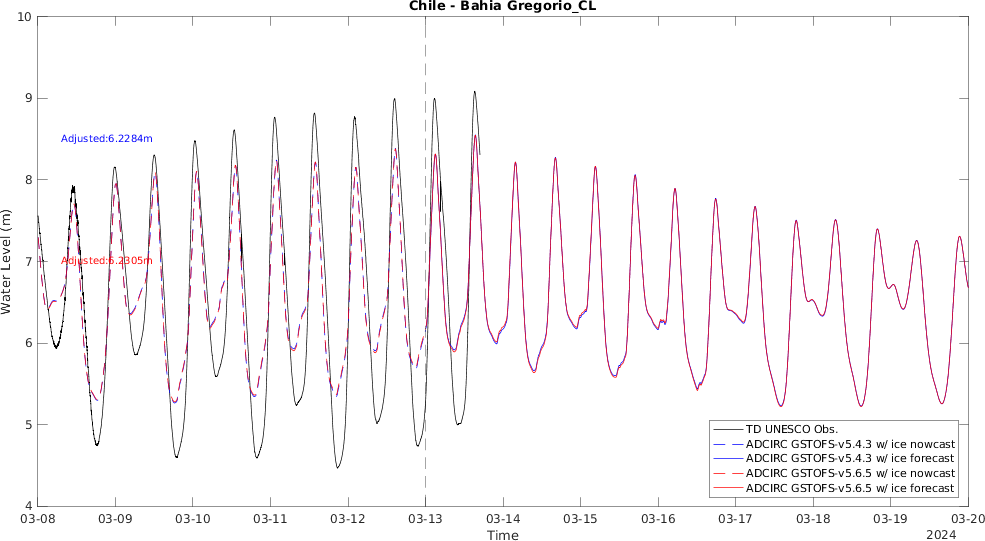 Chile - Bahia Gregorio_CL
10
9
8
7
6
5
4
Water Level (m)
Adjusted:6.2284m
Adjusted:6.2305m
TD UNESCO Obs.
ADCIRC GSTOFS-v5.4.3 w/ ice nowcast
ADCIRC GSTOFS-v5.4.3 w/ ice forecast
ADCIRC GSTOFS-v5.6.5 w/ ice nowcast
ADCIRC GSTOFS-v5.6.5 w/ ice forecast
03-08 03-09 03-10 03-11 03-12 03-13 03-14 03-15 03-16 03-17 03-18 03-19 03-20
Time
2024